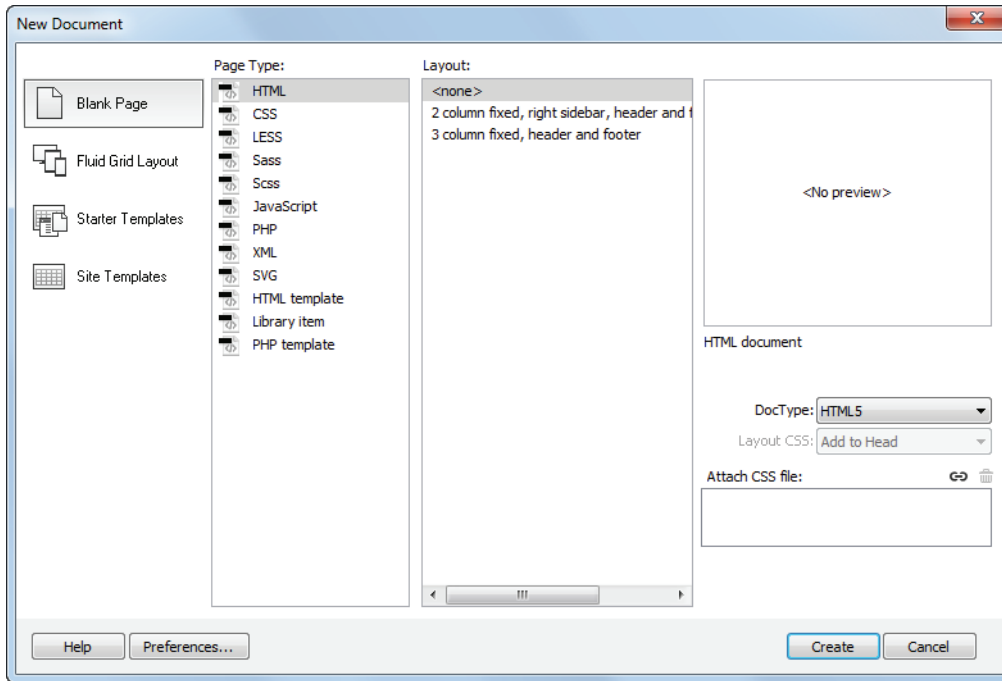 New Document
Blank Page
Fluid Grid Layout
Starter Templates
Site Templates
Page Type:
HTML
CSS
LESS
Sass
Scss
JavaScript
PHP
XML
SVG
HTML template
Library item
PHP template
Layout:
<none>
2 column fixed, right sidebar, header and f
3 column fixed, header and footer
<No preview>
HTML document
DocType: HTML5
Layout CSS: Add to Head
Attach CSS file:
Help Preferences... Create Cancel